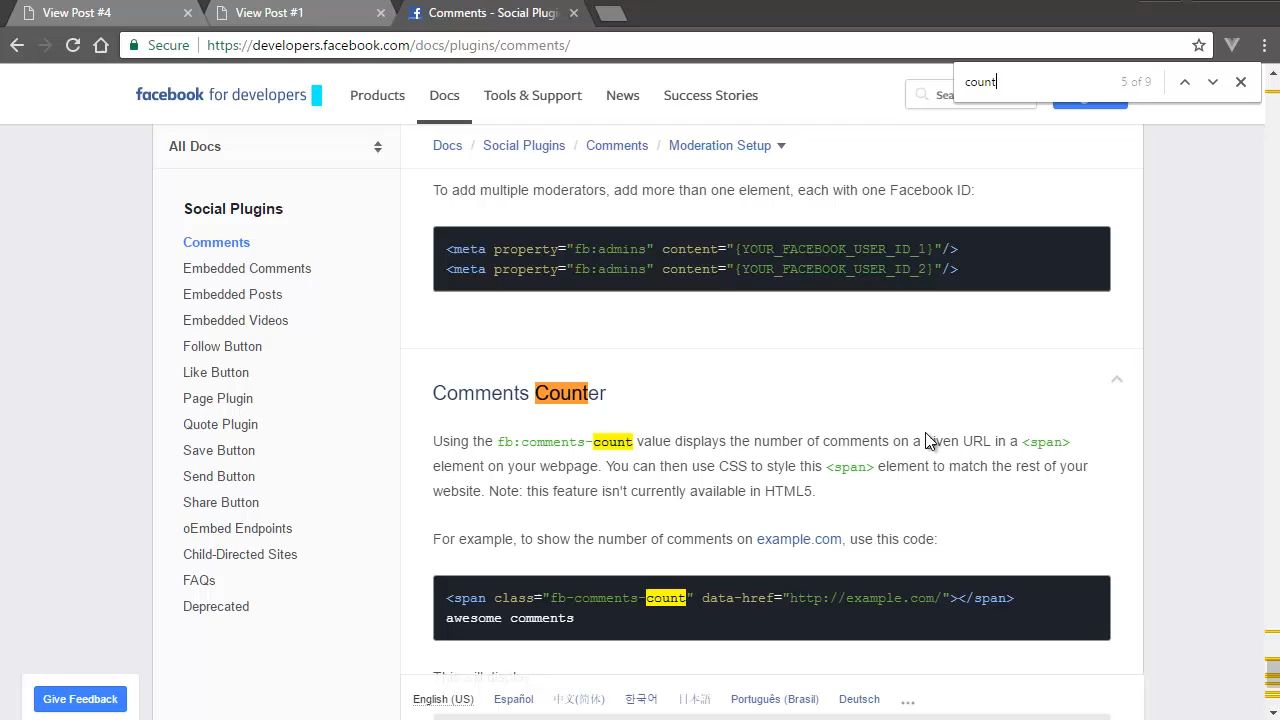 View Post #4
View Post #1
Comments - Social Plugi
Secure
https://developers.facebook.com/docs/plugins/comments/
count
5 of 9
facebook for developers
Products
Docs
Tools & Support
News
Success Stories
Sea
All Docs
Docs / Social Plugins / Comments / Moderation Setup
Social Plugins
Comments
Embedded Comments
Embedded Posts
Embedded Videos
Follow Button
Like Button
Page Plugin
Quote Plugin
Save Button
Send Button
Share Button
oEmbed Endpoints
Child-Directed Sites
FAQs
Deprecated
To add multiple moderators, add more than one element, each with one Facebook ID:
<meta property="fb:admins" content="{YOUR_FACEBOOK_USER_ID_1}"/>
<meta property="fb:admins" content="{YOUR_FACEBOOK_USER_ID_2}"/>
Comments Counter
Using the fb:comments-count value displays the number of comments on a given URL in a <span>
element on your webpage. You can then use CSS to style this <span> element to match the rest of your
website. Note: this feature isn't currently available in HTML5.
For example, to show the number of comments on example.com, use this code:
<span class="fb-comments-count" data-href="http://example.com/"></span>
awesome comments
This will display
Give Feedback
English (US)
Español
中文(简体)
한국어
日本語
Português (Brasil)
Deutsch
...